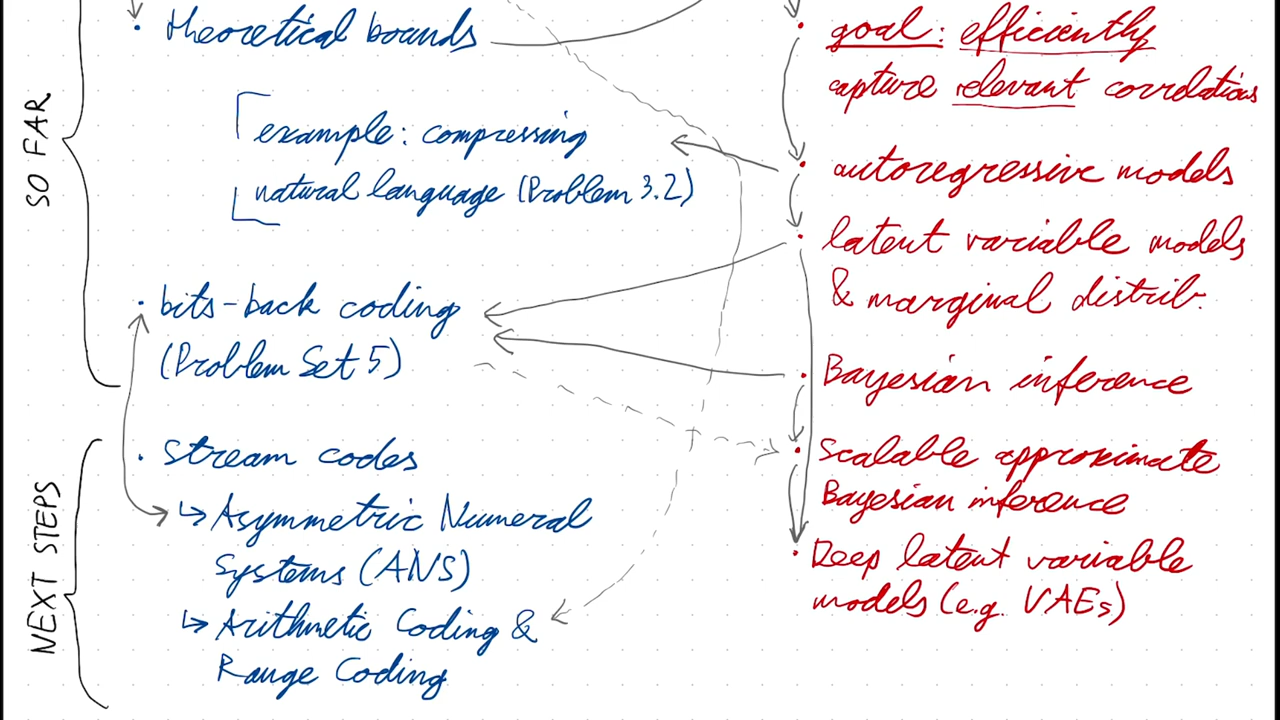 SO FAR
· theoretical bounds
example: compressing
natural language (Problem 3.2)
· bits-back coding
(Problem Set 5)
NEXT STEPS
· stream codes
↳ Asymmetric Numeral
Systems (ANS)
↳ Arithmetic Coding &
Range Coding
· goal: efficiently
capture relevant correlations
· autoregressive models
· latent variable models
& marginal distrib.
· Bayesian inference
· Scalable approximate
Bayesian inference
· Deep latent variable
models (e.g. VAEs)